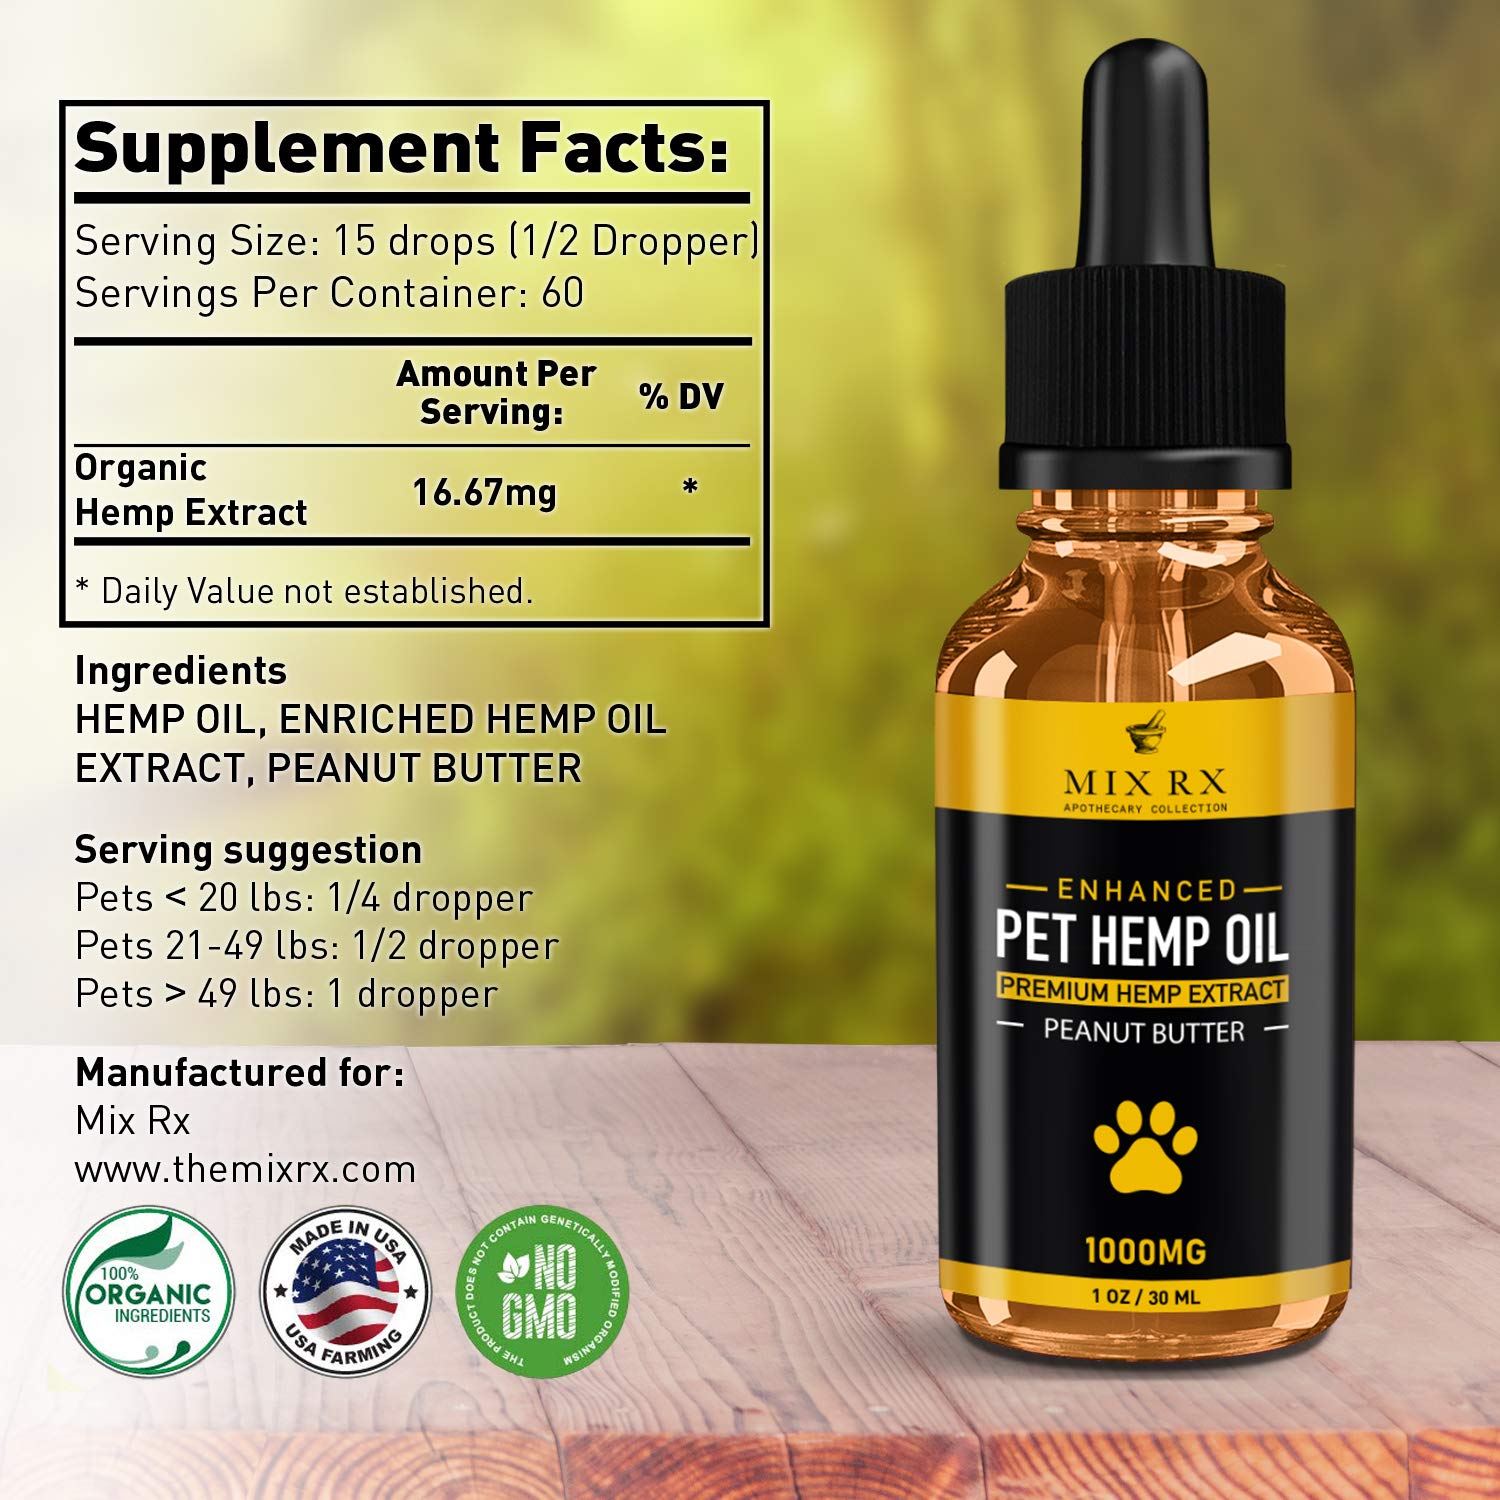 Supplement Facts:
Serving Size: 15 drops (1/2 Dropper)
Servings Per Container: 60
Amount Per
Serving:
% DV
Organic
Hemp Extract
16.67mg
*
* Daily Value not established.
Ingredients
HEMP OIL, ENRICHED HEMP OIL
EXTRACT, PEANUT BUTTER
Serving suggestion
Pets < 20 lbs: 1/4 dropper
Pets 21-49 lbs: 1/2 dropper
Pets > 49 lbs: 1 dropper
Manufactured for:
Mix Rx
www.themixrx.com
100%
ORGANIC
INGREDIENTS
MADE IN USA
USA FARMING
THE PRODUCT DOES NOT CONTAIN GENETICALLY MODIFIED ORGANISM
NO
GMO
MIX RX
APOTHECARY COLLECTION
ENHANCED
PET HEMP OIL
PREMIUM HEMP EXTRACT
PEANUT BUTTER
1000MG
1 OZ / 30 ML